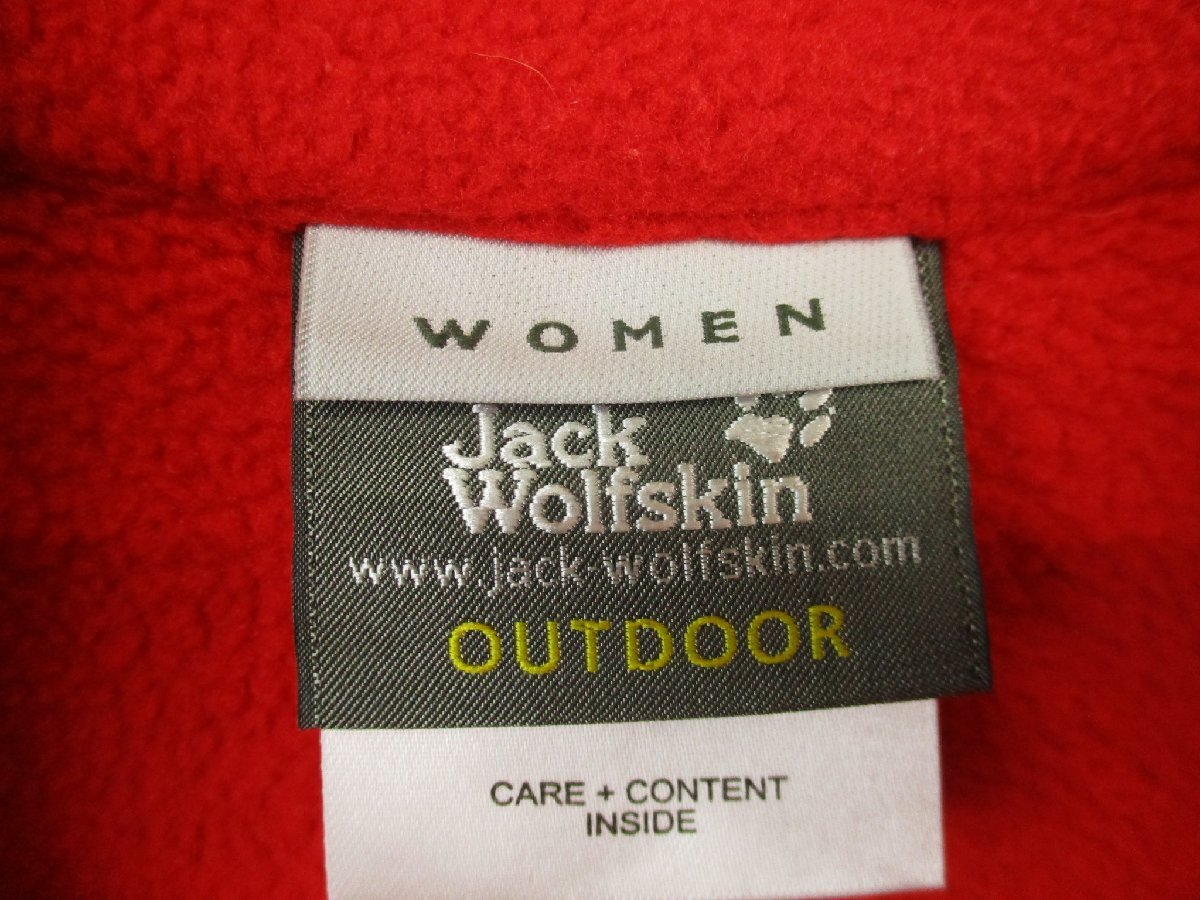 WOMEN
Jack
Wolfskin
www.jack-wolfskin.com
OUTDOOR
CARE + CONTENT
INSIDE